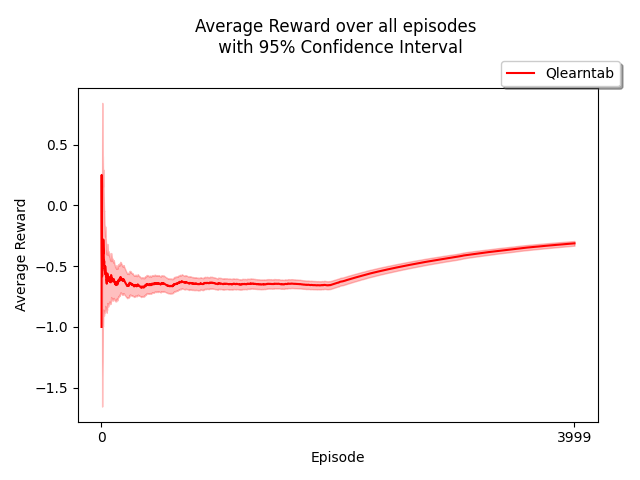 Average Reward over all episodes
with 95% Confidence Interval
Qlearntab
0.5
0.0
−0.5
−1.0
−1.5
Average Reward
0
3999
Episode